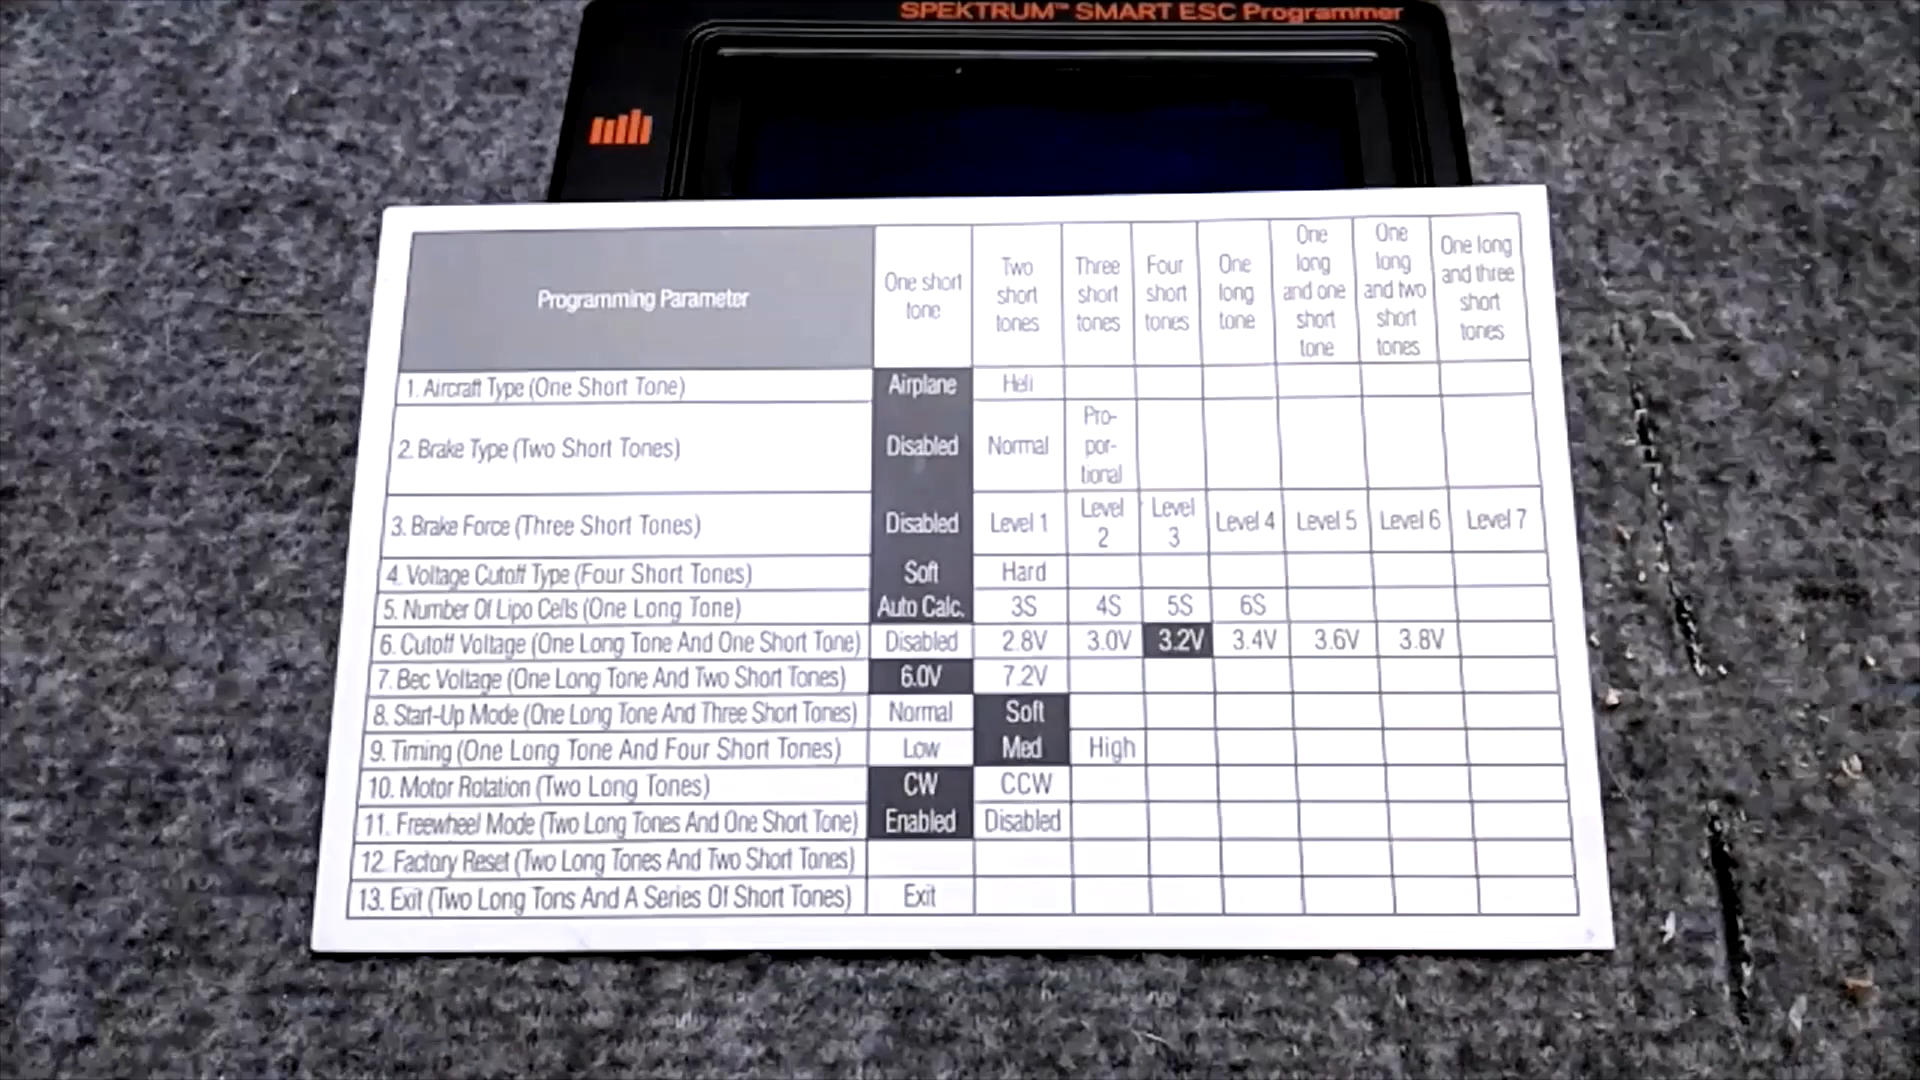 SPEKTRUM™ SMART ESC Programmer
Programming Parameter
One short
tone
Two
short
tones
Three
short
tones
Four
short
tones
One
long
tone
One
long
and one
short
tone
One
long
and two
short
tones
One long
and three
short
tones
1. Aircraft Type (One Short Tone) Airplane Heli
2. Brake Type (Two Short Tones) Disabled Normal
Pro-
por-
tional
3. Brake Force (Three Short Tones) Disabled Level 1 Level 2 Level 3 Level 4 Level 5 Level 6 Level 7
4. Voltage Cutoff Type (Four Short Tones) Soft Hard
5. Number Of Lipo Cells (One Long Tone) Auto Calc. 3S 4S 5S 6S
6. Cutoff Voltage (One Long Tone And One Short Tone) Disabled 2.8V 3.0V 3.2V 3.4V 3.6V 3.8V
7. Bec Voltage (One Long Tone And Two Short Tones) 6.0V 7.2V
8. Start-Up Mode (One Long Tone And Three Short Tones) Normal Soft
9. Timing (One Long Tone And Four Short Tones) Low Med High
10. Motor Rotation (Two Long Tones) CW CCW
11. Freewheel Mode (Two Long Tones And One Short Tone) Enabled Disabled
12. Factory Reset (Two Long Tones And Two Short Tones)
13. Exit (Two Long Tons And A Series Of Short Tones) Exit